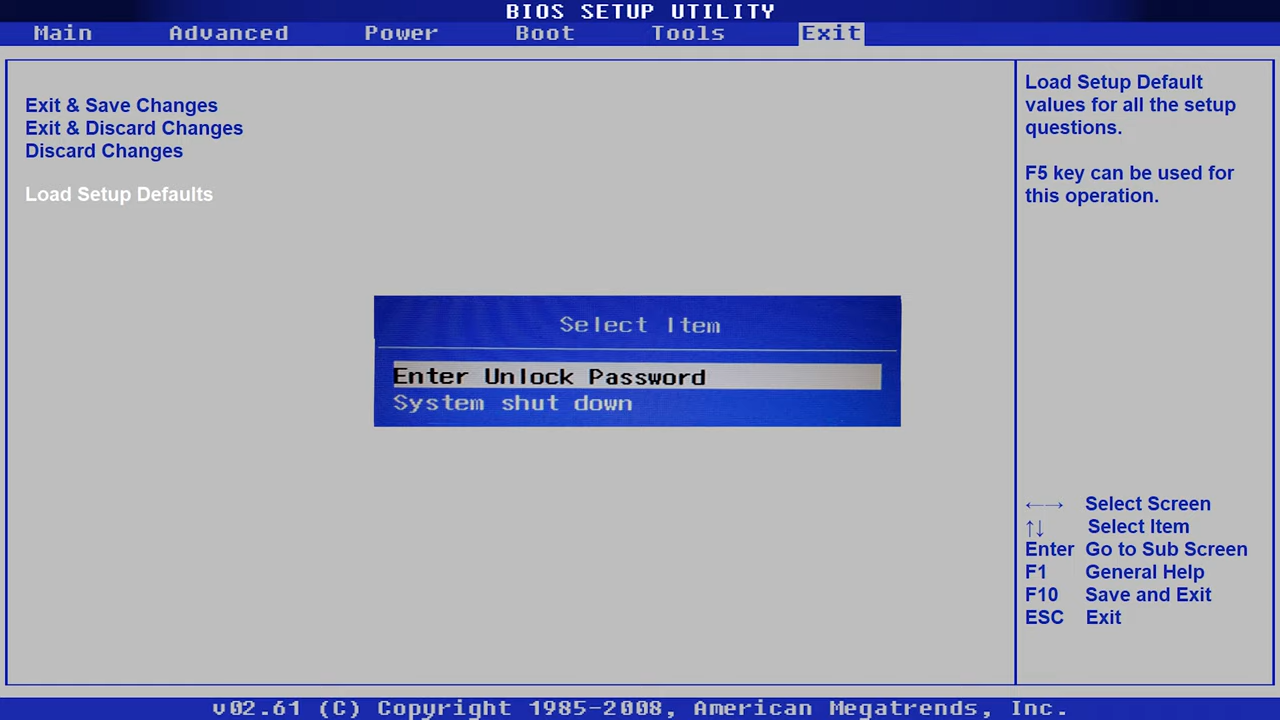 BIOS SETUP UTILITY
Main Advanced Power Boot Tools Exit
Exit & Save Changes
Exit & Discard Changes
Discard Changes
Load Setup Defaults
Select Item
Enter Unlock Password
System shut down
Load Setup Default
values for all the setup
questions.
F5 key can be used for
this operation.
←→ Select Screen
↑↓ Select Item
Enter Go to Sub Screen
F1 General Help
F10 Save and Exit
ESC Exit
v02.61 (C) Copyright 1985-2008, American Megatrends, Inc.